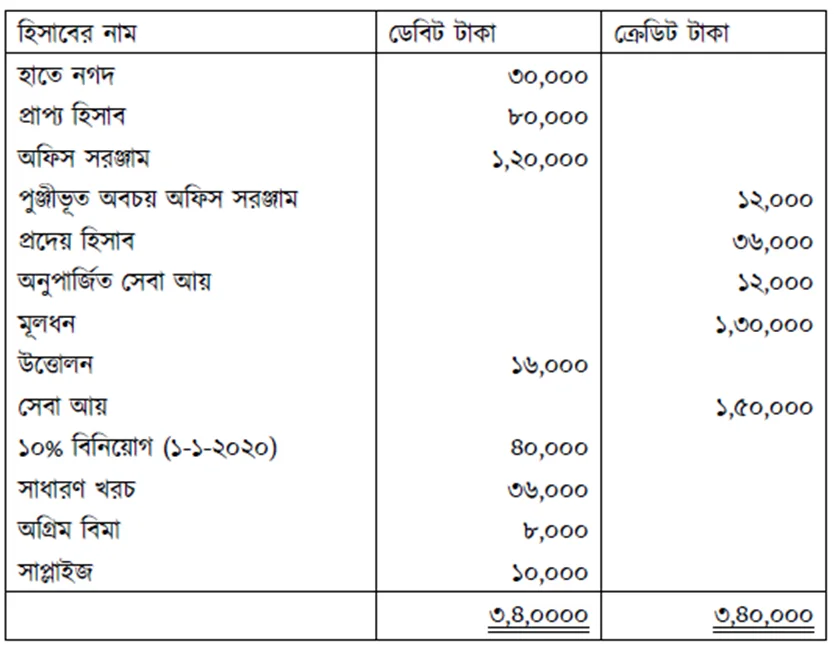 হিসাবের নাম ডেবিট টাকা ক্রেডিট টাকা
হাতে নগদ ৩০,০০০
প্রাপ্য হিসাব ৮০,০০০
অফিস সরঞ্জাম ১,২০,০০০
পুঞ্জীভূত অবচয় অফিস সরঞ্জাম ১২,০০০
প্রদেয় হিসাব ৩৬,০০০
অনুপার্জিত সেবা আয় ১২,০০০
মূলধন ১,৩০,০০০
উত্তোলন ১৬,০০০
সেবা আয় ১,৫০,০০০
১০% বিনিয়োগ (১-১-২০২০) ৪০,০০০
সাধারণ খরচ ৩৬,০০০
অগ্রিম বিমা ৮,০০০
সাপ্লাইজ ১০,০০০
৩,৪,০০০০ ৩,৪০,০০০